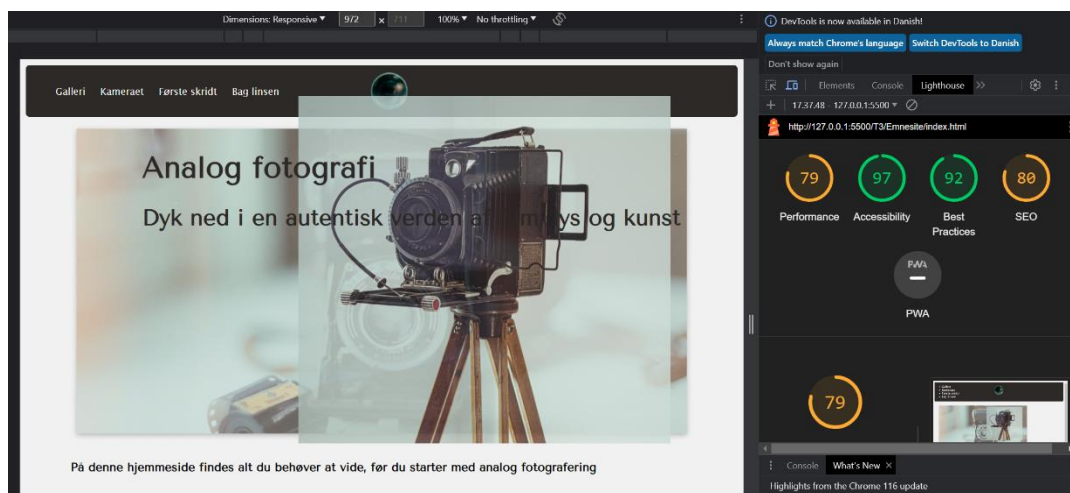 Dimensions: Responsive ▼ 972 x 711 100% ▼ No throttling ▼
DevTools is now available in Danish!
Always match Chrome's language Switch DevTools to Danish
Don't show again
Elements Console Lighthouse >>
+ 17.37.48 - 127.0.0.1:5500 ▼
http://127.0.0.1:5500/T3/Emnesite/index.html
Galleri Kameraet Første skridt Bag linsen
Analog fotografi
Dyk ned i en autentisk verden af og kunst
På denne hjemmeside findes alt du behøver at vide, før du starter med analog fotografering
79 97 92 80
Performance Accessibility Best Practices SEO
PWA
PWA
79
Console What's New ×
Highlights from the Chrome 116 update